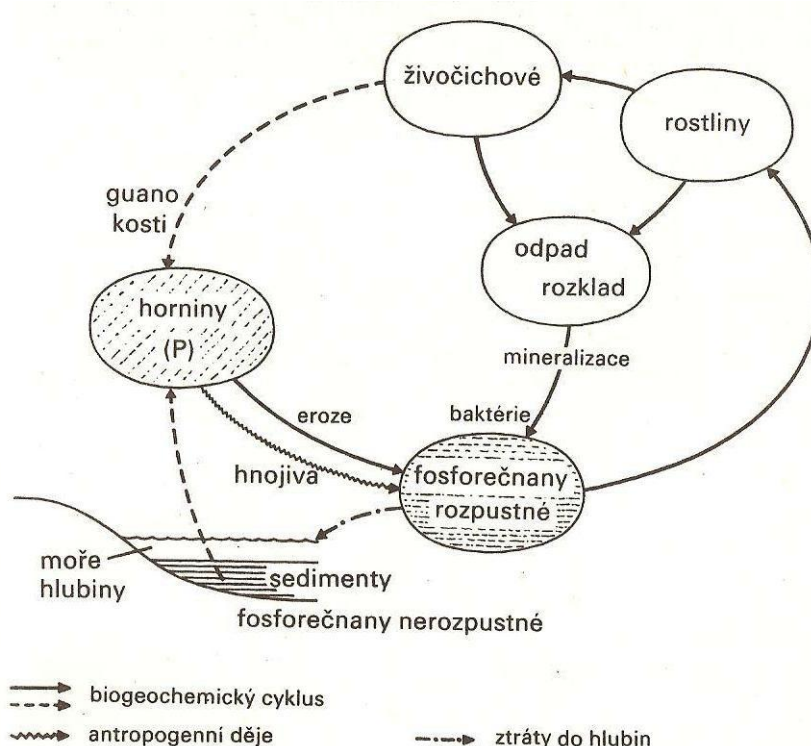 živočichové
rostliny
guano
kosti
odpad
rozklad
horniny
(P)
mineralizace
eroze
baktérie
hnojiva
fosforečnany
rozpustné
moře
hlubiny
sedimenty
fosforečnany nerozpustné
biogeochemický cyklus
antropogenní děje
ztráty do hlubin